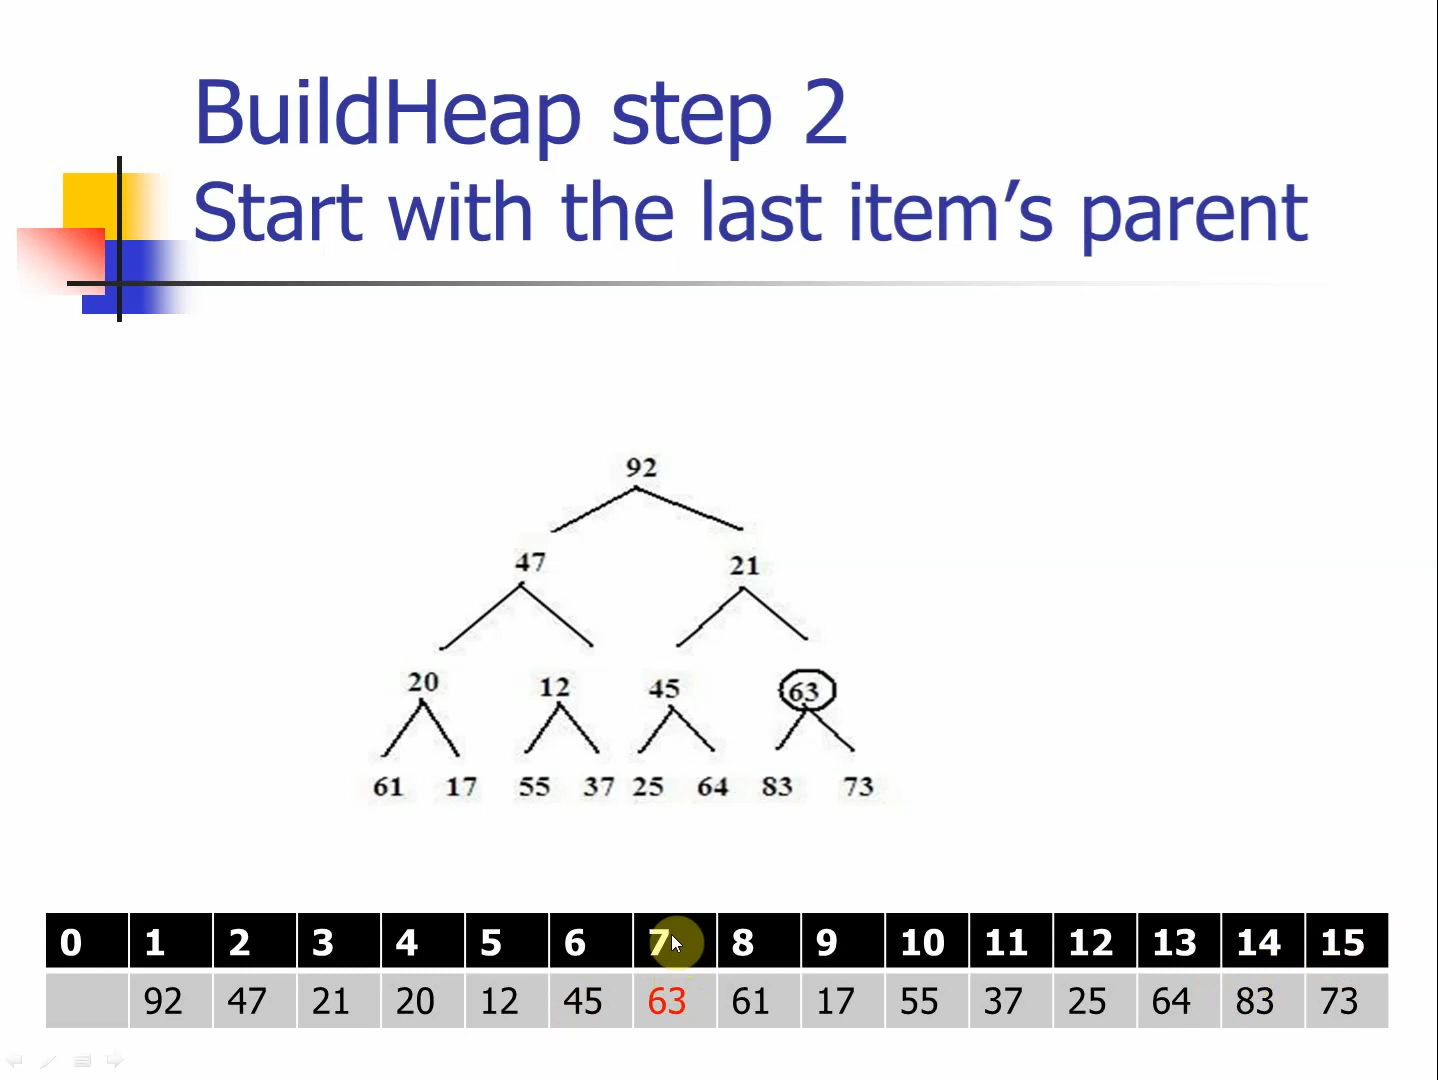 BuildHeap step 2
Start with the last item’s parent
92
47 21
20 12 45 63
61 17 55 37 25 64 83 73
0 1 2 3 4 5 6 7 8 9 10 11 12 13 14 15
92 47 21 20 12 45 63 61 17 55 37 25 64 83 73